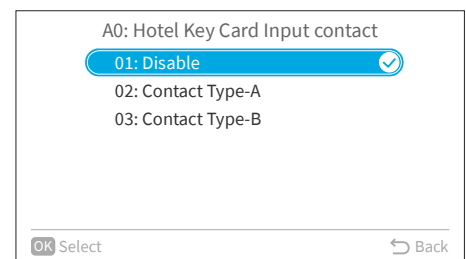 A0: Hotel Key Card Input contact
01: Disable
02: Contact Type-A
03: Contact Type-B
OK Select Back